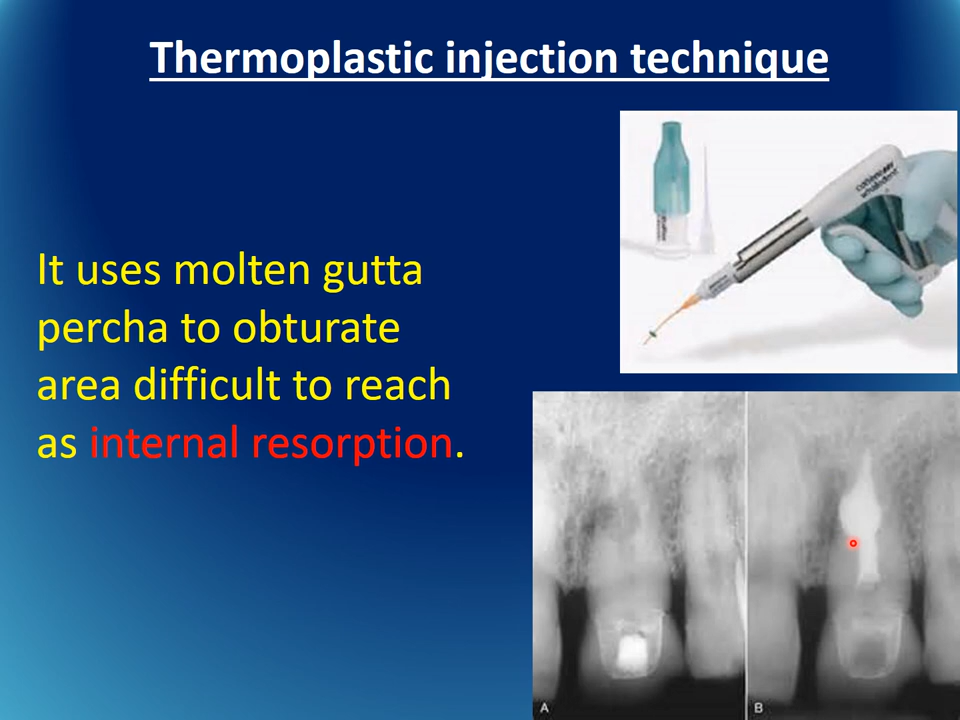 Thermoplastic injection technique
It uses molten gutta
percha to obturate
area difficult to reach
as internal resorption.
A
B